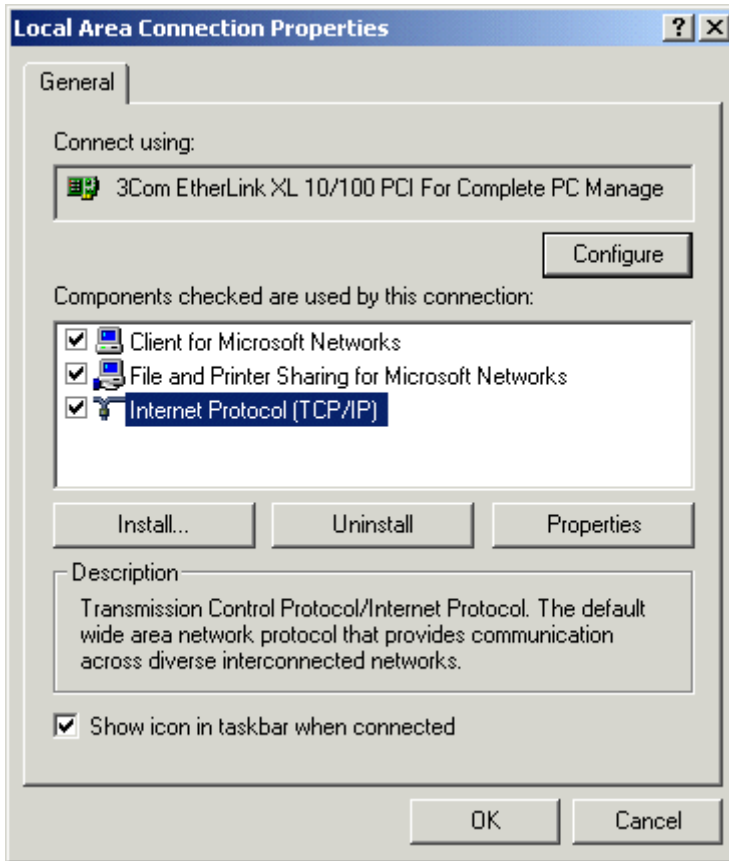 Local Area Connection Properties
General
Connect using:
3Com EtherLink XL 10/100 PCI For Complete PC Manage
Configure
Components checked are used by this connection:
Client for Microsoft Networks
File and Printer Sharing for Microsoft Networks
Internet Protocol (TCP/IP)
Install...
Uninstall
Properties
Description
Transmission Control Protocol/Internet Protocol. The default
wide area network protocol that provides communication
across diverse interconnected networks.
Show icon in taskbar when connected
OK
Cancel